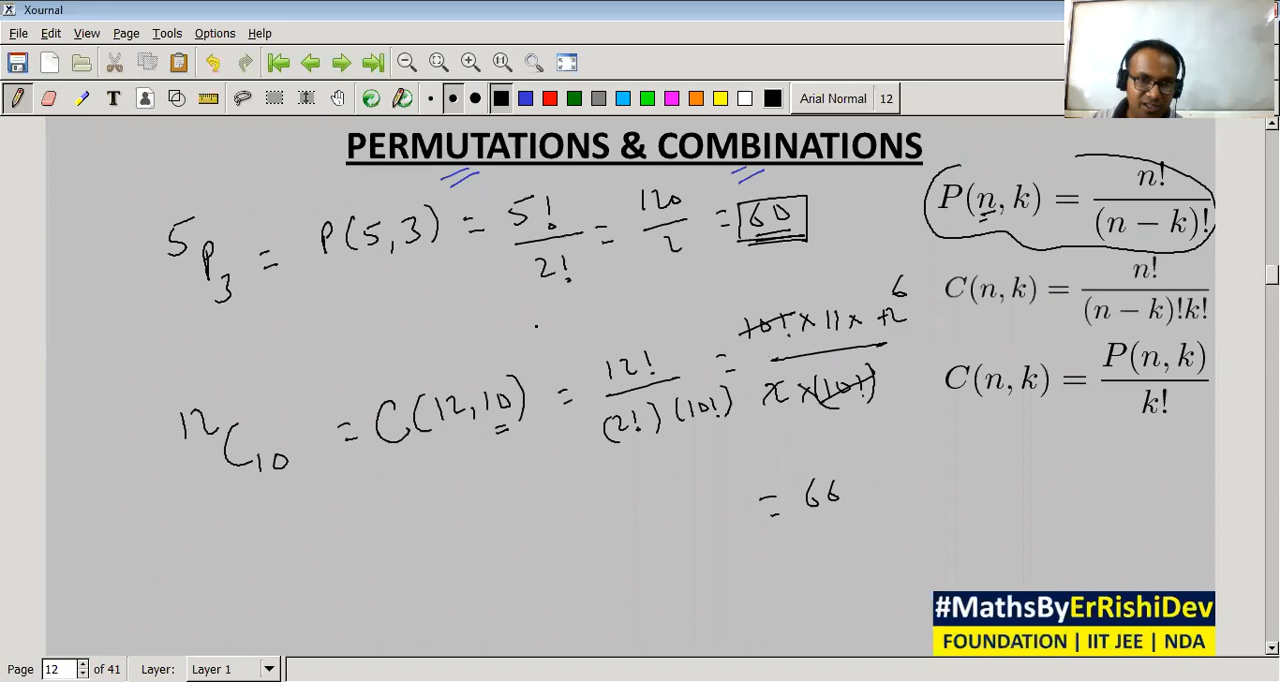 Xournal
File Edit View Page Tools Options Help
Arial Normal 12
PERMUTATIONS & COMBINATIONS
5P3 = P(5,3) = 5!/2! = 120/2 = 60
P(n, k) = n!/(n − k)!
C(n, k) = n!/(n − k)!k!
C(n, k) = P(n, k)/k!
12C10 = C(12,10) = 12!/(2!)(10!) = 10! × 11 × 12 6/2 × (10!)
= 66
#MathsByErRishiDev
FOUNDATION | IIT JEE | NDA
Page 12 of 41 Layer: Layer 1